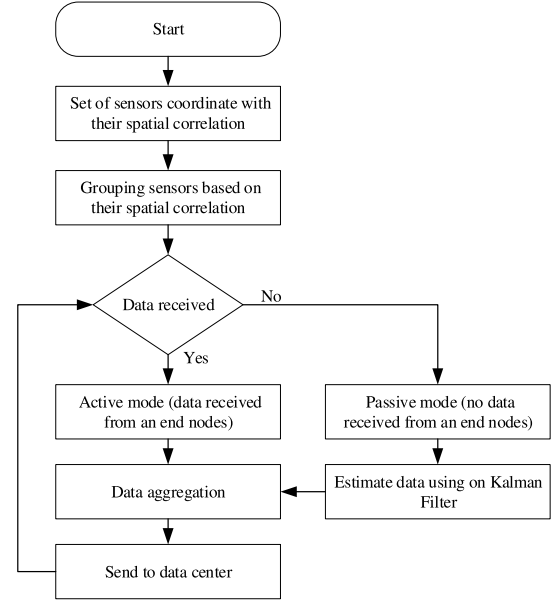 Start
Set of sensors coordinate with
their spatial correlation
Grouping sensors based on
their spatial correlation
Data received
No
Yes
Active mode (data received
from an end nodes)
Passive mode (no data
received from an end nodes)
Data aggregation
Estimate data using on Kalman
Filter
Send to data center